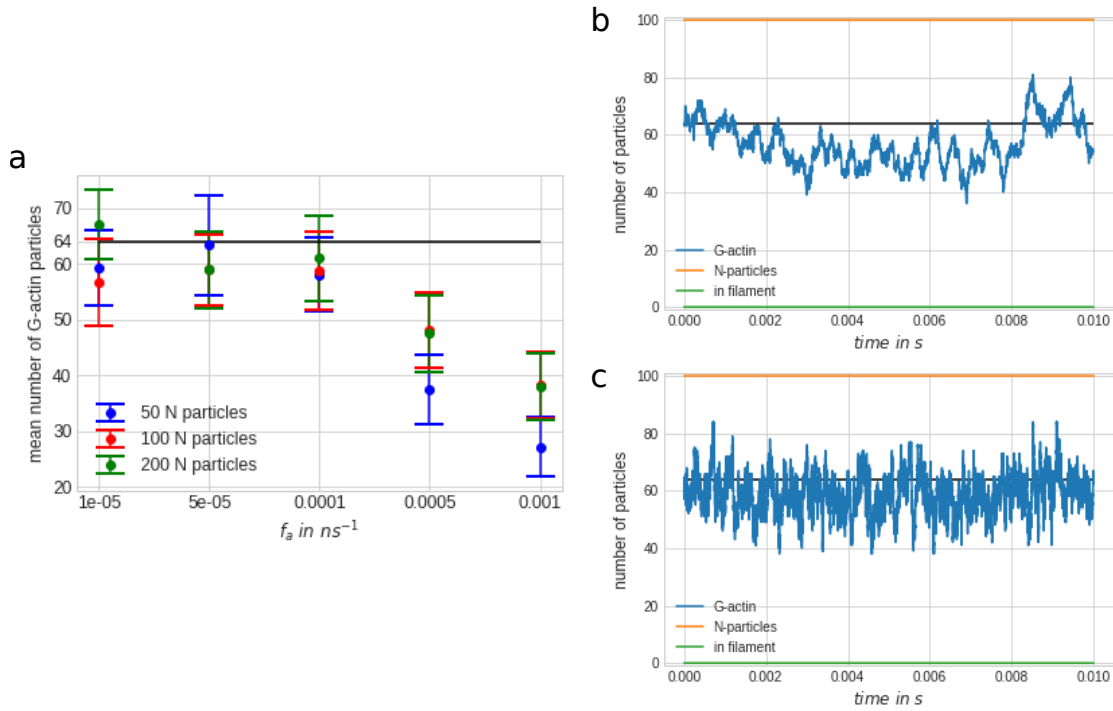 a
mean number of G-actin particles
70
64
60
50
40
30
20
50 N particles
100 N particles
200 N particles
1e-05 5e-05 0.0001 0.0005 0.001
f_a in ns^{-1}
b
number of particles
100
80
60
40
20
0
G-actin
N-particles
in filament
0.000 0.002 0.004 0.006 0.008 0.010
time in s
c
number of particles
100
80
60
40
20
0
G-actin
N-particles
in filament
0.000 0.002 0.004 0.006 0.008 0.010
time in s